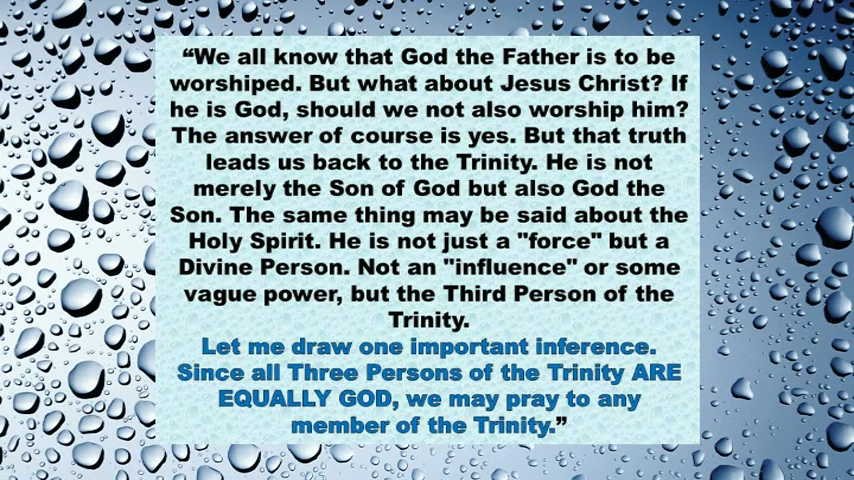 “We all know that God the Father is to be
worshiped. But what about Jesus Christ? If
he is God, should we not also worship him?
The answer of course is yes. But that truth
leads us back to the Trinity. He is not
merely the Son of God but also God the
Son. The same thing may be said about the
Holy Spirit. He is not just a "force" but a
Divine Person. Not an "influence" or some
vague power, but the Third Person of the
Trinity.
Let me draw one important inference.
Since all Three Persons of the Trinity ARE
EQUALLY GOD, we may pray to any
member of the Trinity.”